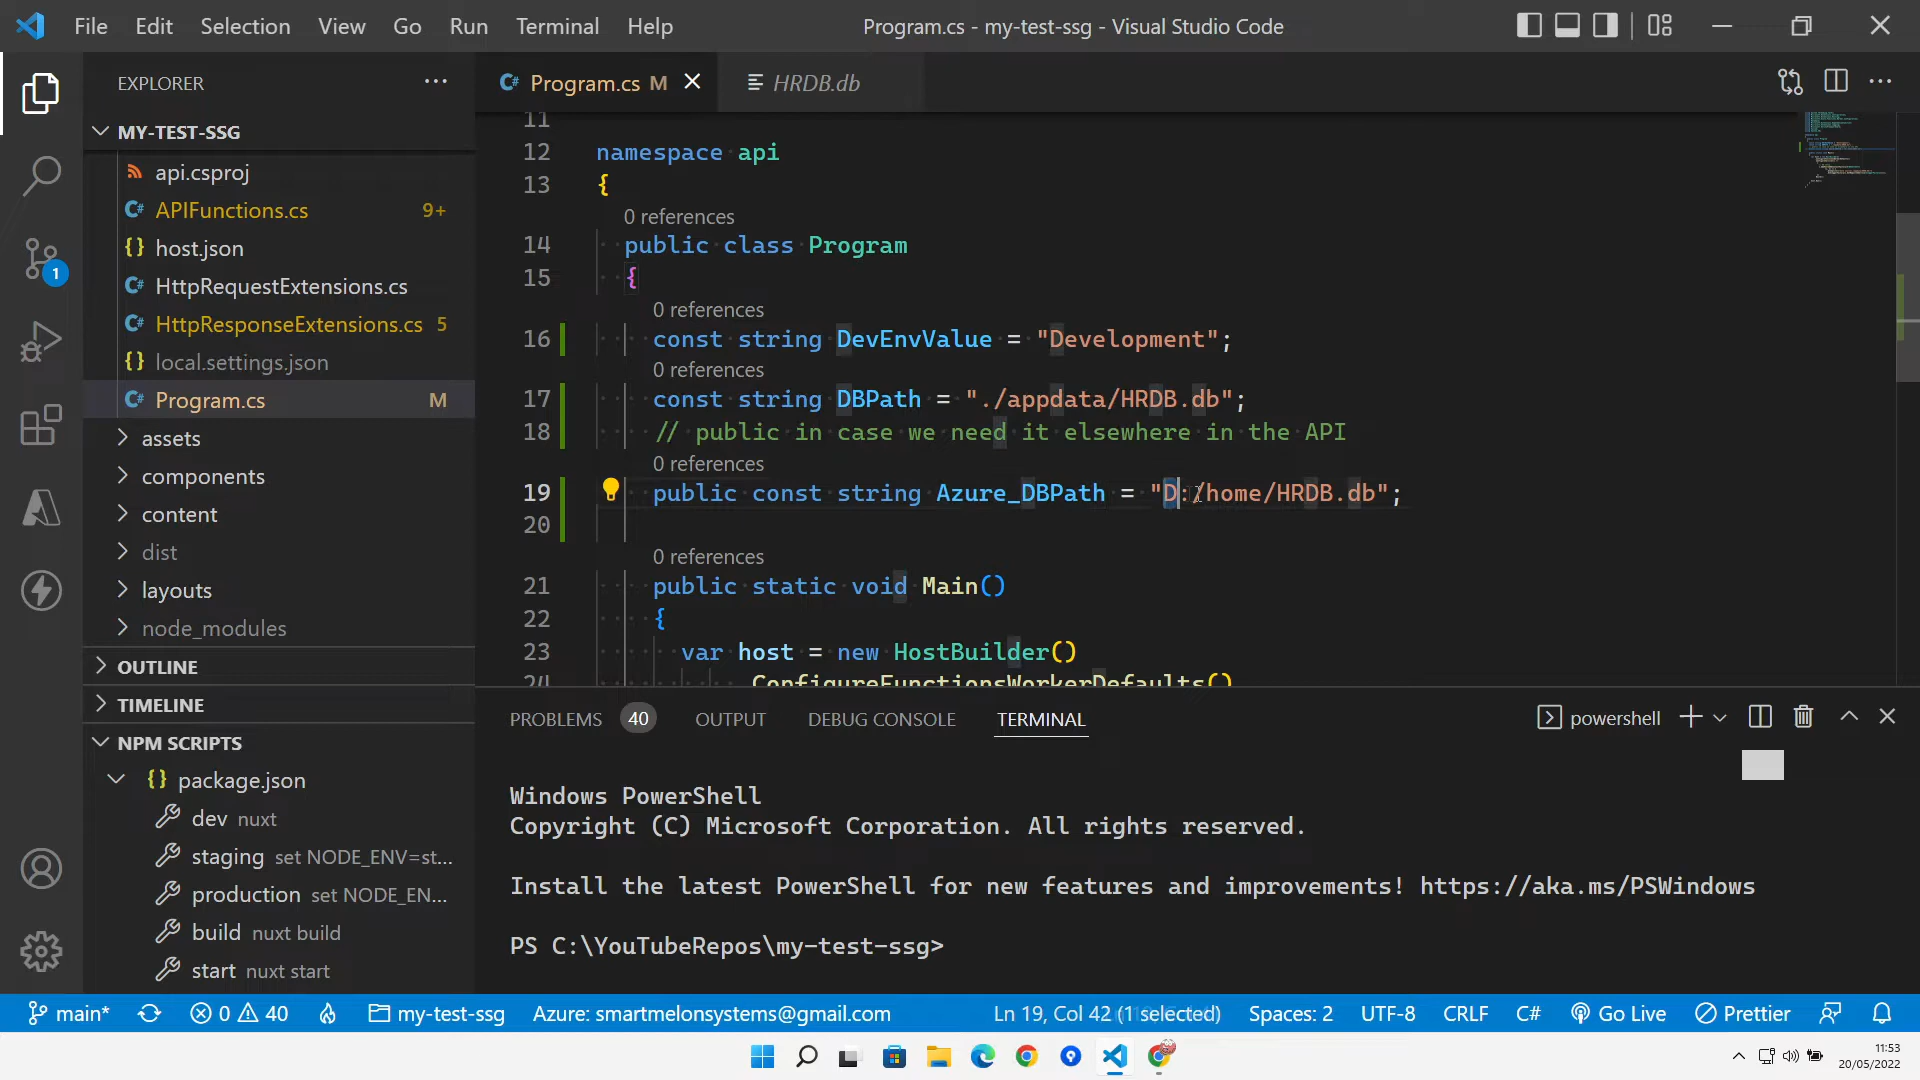 File Edit Selection View Go Run Terminal Help
Program.cs - my-test-ssg - Visual Studio Code
EXPLORER
MY-TEST-SSG
api.csproj
APIFunctions.cs 9+
host.json
HttpRequestExtensions.cs
HttpResponseExtensions.cs 5
local.settings.json
Program.cs M
assets
components
content
dist
layouts
node_modules
OUTLINE
TIMELINE
NPM SCRIPTS
package.json
dev nuxt
staging set NODE_ENV=st...
production set NODE_EN...
build nuxt build
start nuxt start
1
Program.cs M
HRDB.db
11
12 namespace api
13 {
0 references
14 public class Program
15 {
0 references
16 const string DevEnvValue = "Development";
0 references
17 const string DBPath = "./appdata/HRDB.db";
18 // public in case we need it elsewhere in the API
0 references
19 public const string Azure_DBPath = "D:/home/HRDB.db";
20
0 references
21 public static void Main()
22 {
23 var host = new HostBuilder()
24 .ConfigureFunctionsWorkerDefaults()
PROBLEMS 40 OUTPUT DEBUG CONSOLE TERMINAL
powershell
Windows PowerShell
Copyright (C) Microsoft Corporation. All rights reserved.
Install the latest PowerShell for new features and improvements! https://aka.ms/PSWindows
PS C:\YouTubeRepos\my-test-ssg>
main* 0 40 my-test-ssg Azure: smartmelonsystems@gmail.com Ln 19, Col 42 (1 selected) Spaces: 2 UTF-8 CRLF C# Go Live Prettier
11:53
20/05/2022